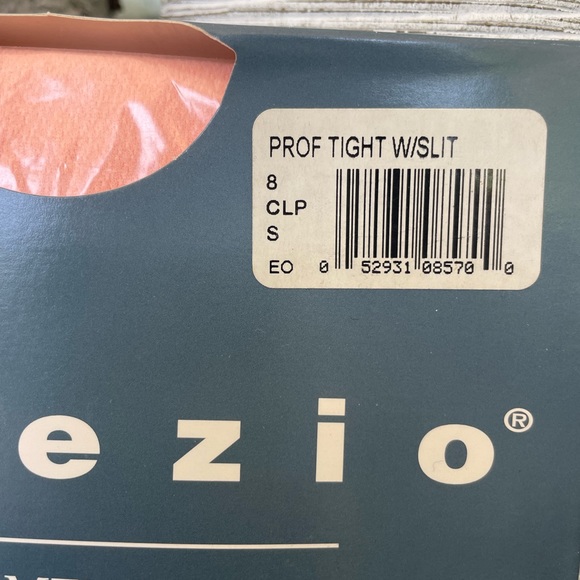 PROF TIGHT W/SLIT
8
CLP
S
EO 0 52931 08570 0
ezio®